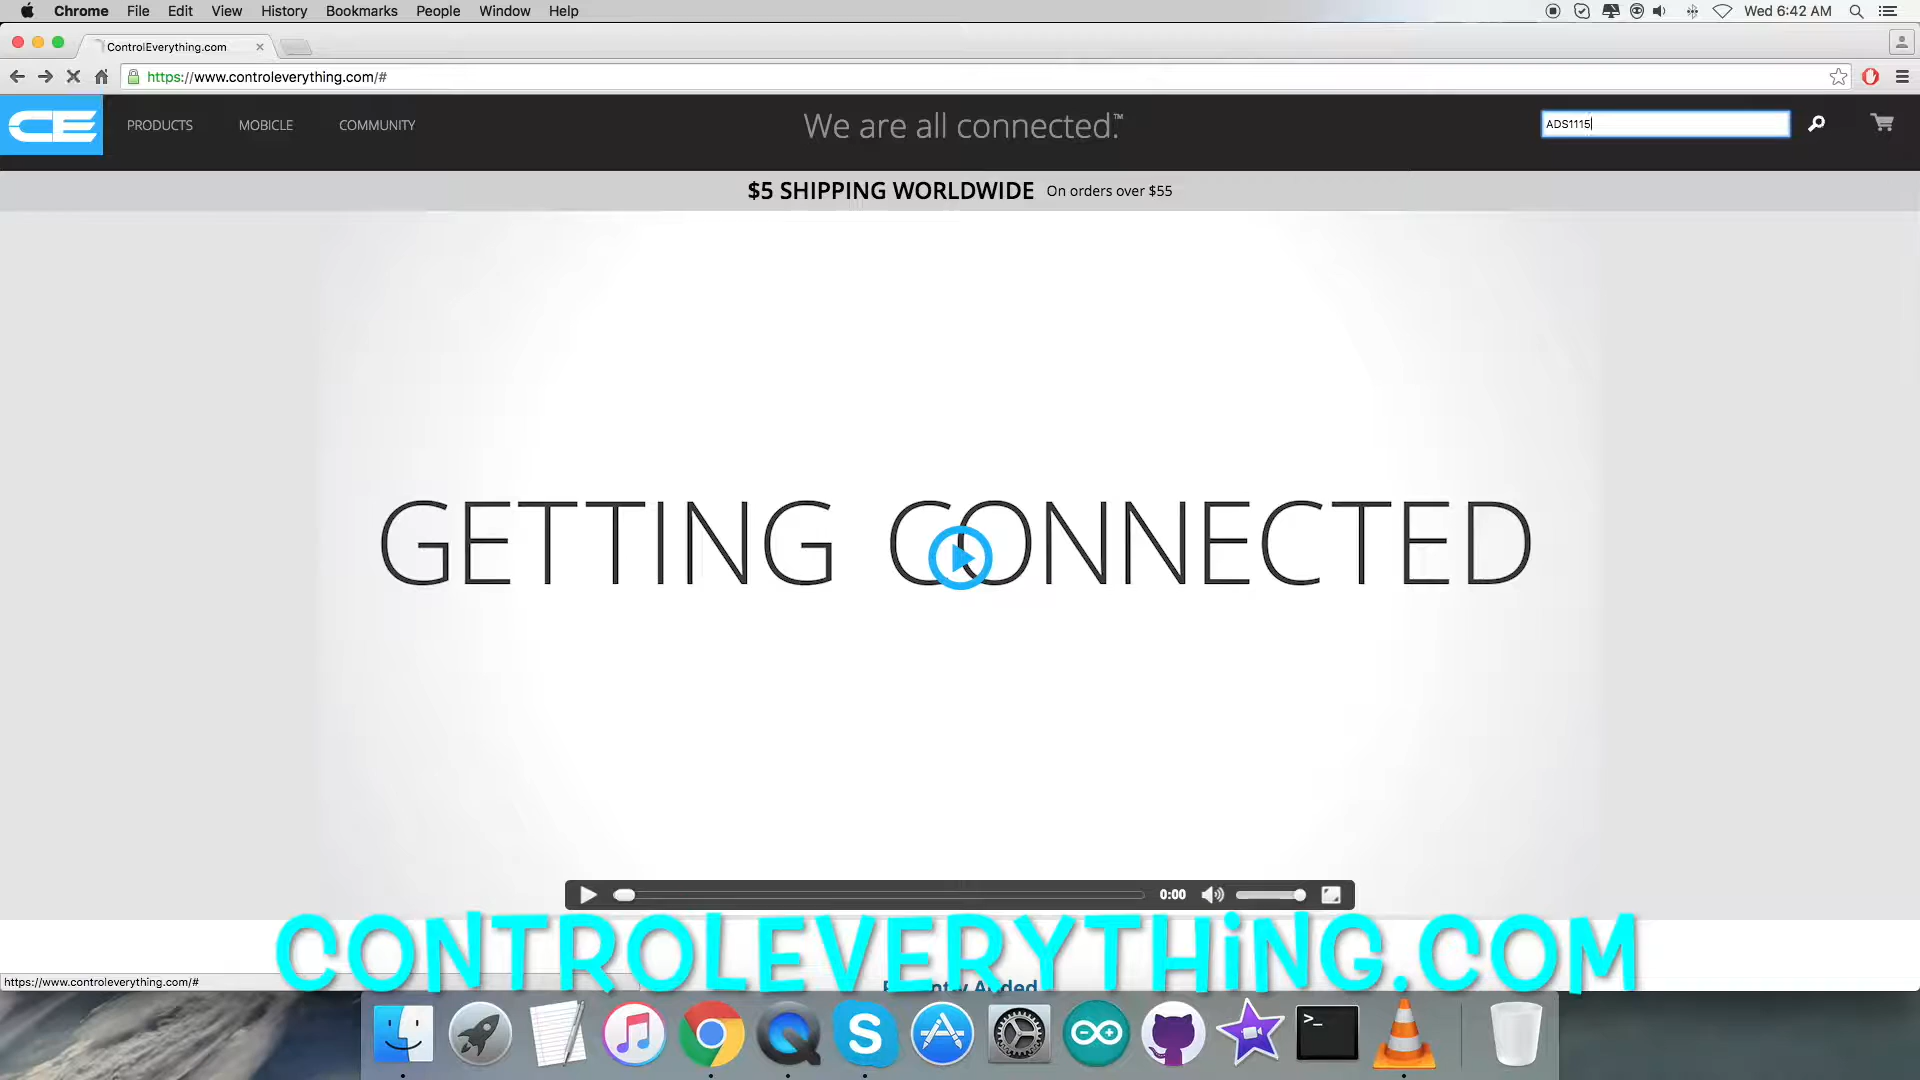 Chrome File Edit View History Bookmarks People Window Help Wed 6:42 AM
ControlEverything.com
https://www.controleverything.com/#
CE PRODUCTS MOBICLE COMMUNITY We are all connected.™ ADS1115
$5 SHIPPING WORLDWIDE On orders over $55
GETTING CONNECTED
0:00
CONTROLEVERYTHiNG.COM
https://www.controleverything.com/#
Added
S
>_